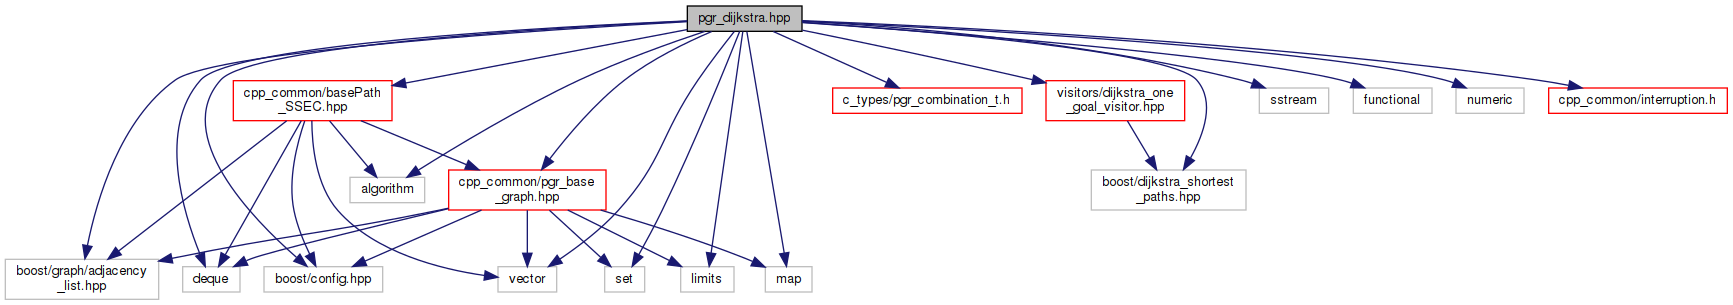 pgr_dijkstra.hpp
cpp_common/basePath
_SSEC.hpp
c_types/pgr_combination_t.h
visitors/dijkstra_one
_goal_visitor.hpp
sstream
functional
numeric
cpp_common/interruption.h
algorithm
cpp_common/pgr_base
_graph.hpp
boost/dijkstra_shortest
_paths.hpp
boost/graph/adjacency
_list.hpp
deque
boost/config.hpp
vector
set
limits
map